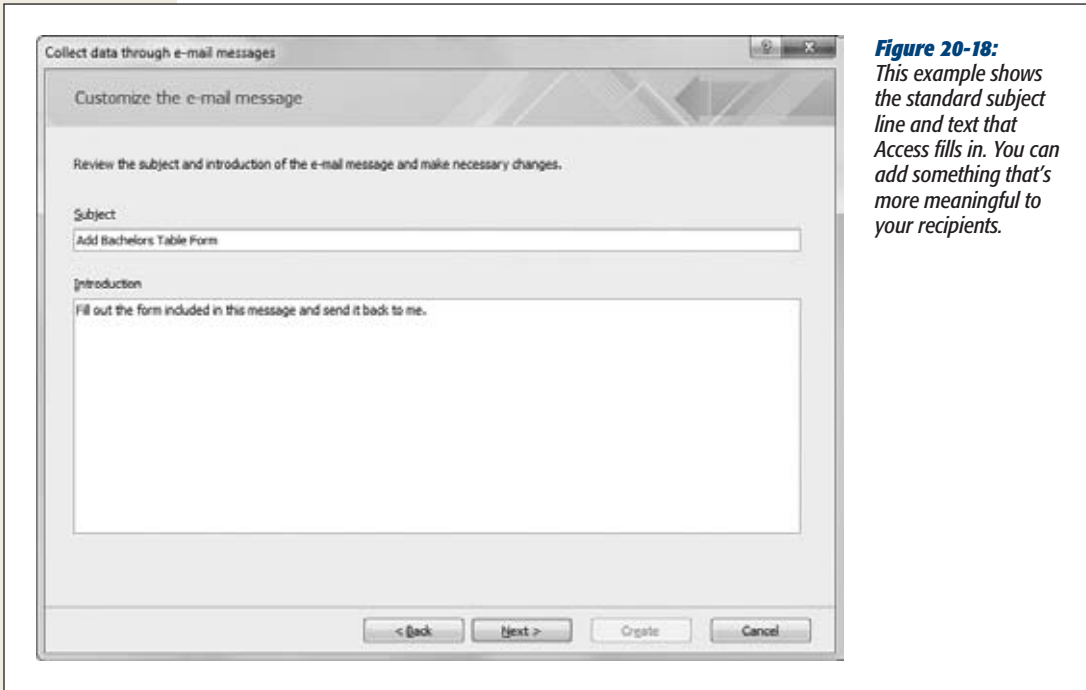 Collect data through e-mail messages
Customize the e-mail message
Review the subject and introduction of the e-mail message and make necessary changes.
Subject
Add Bachelors Table Form
Introduction
Fill out the form included in this message and send it back to me.
< Back
Next >
Create
Cancel
Figure 20-18:
This example shows
the standard subject
line and text that
Access fills in. You can
add something that's
more meaningful to
your recipients.